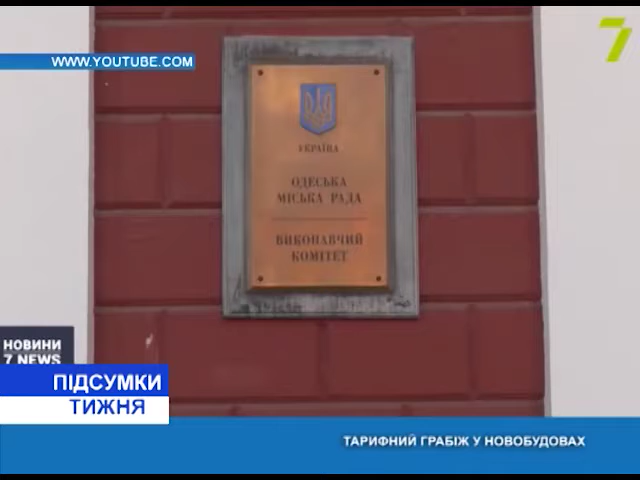 WWW.YOUTUBE.COM
7
УКРАЇНА
ОДЕСЬКА
МІСЬКА РАДА
ВИКОНАВЧИЙ
КОМІТЕТ
НОВИНИ
7 NEWS
ПІДСУМКИ
ТИЖНЯ
ТАРИФНИЙ ГРАБІЖ У НОВОБУДОВАХ